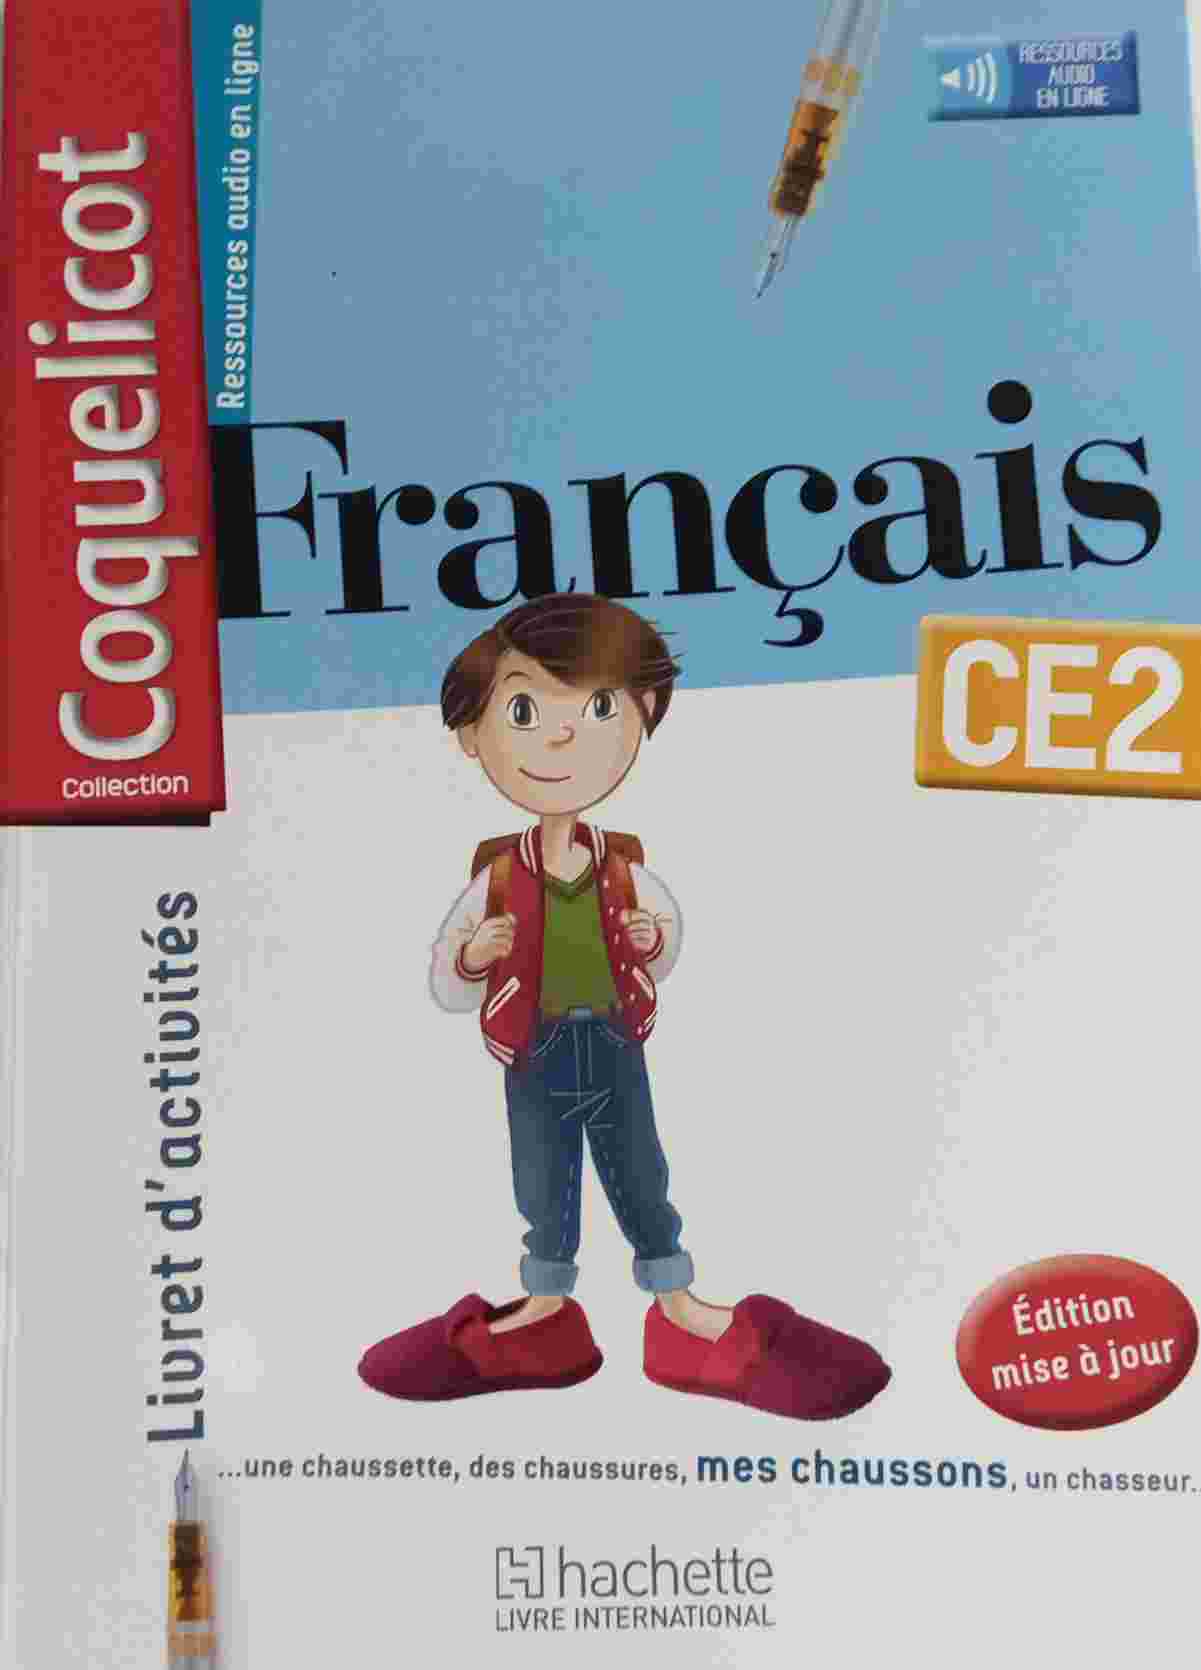 Collection
Coquelicot
Ressources audio en ligne
RESSOURCES
AUDIO
EN LIGNE
Français
CE2
Livret d'activités
Édition
mise à jour
...une chaussette, des chaussures, mes chaussons, un chasseur..
hachette
LIVRE INTERNATIONAL